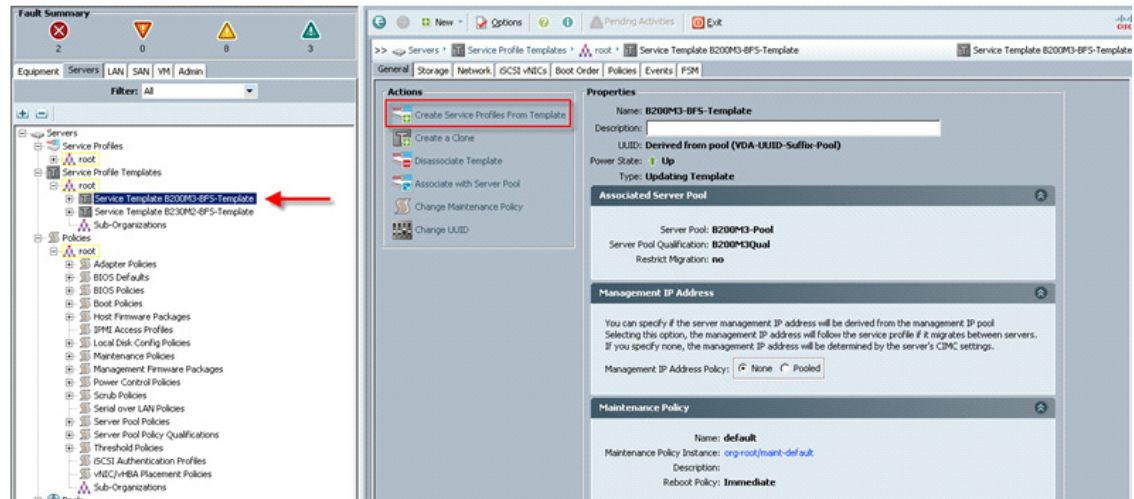 Fault Summary
2 0 8 3
Equipment Servers LAN SAN VM Admin
Filter: All
Servers
Service Profiles
root
Service Profile Templates
root
Service Template B200M3-BFS-Template
Service Template B230M2-BFS-Template
Sub-Organizations
Policies
root
Adapter Policies
BIOS Defaults
BIOS Policies
Boot Policies
Host Firmware Packages
IPMI Access Profiles
Local Disk Config Policies
Maintenance Policies
Management Firmware Packages
Power Control Policies
Scrub Policies
Serial over LAN Policies
Server Pool Policies
Server Pool Policy Qualifications
Threshold Policies
iSCSI Authentication Profiles
vNIC/vHBA Placement Policies
Sub-Organizations
New Options Pending Activities Exit
>> Servers Service Profile Templates root Service Template B200M3-BFS-Template Service Template B200M3-BFS-Template
General Storage Network iSCSI vNICs Boot Order Policies Events FSM
Actions
Create Service Profiles From Template
Create a Clone
Disassociate Template
Associate with Server Pool
Change Maintenance Policy
Change UUID
Properties
Name: B200M3-BFS-Template
Description:
UUID: Derived from pool (VDA-UUID-Suffix-Pool)
Power State: Up
Type: Updating Template
Associated Server Pool
Server Pool: B200M3-Pool
Server Pool Qualification: B200M3Qual
Restrict Migration: no
Management IP Address
You can specify if the server management IP address will be derived from the management IP pool
Selecting this option, the management IP address will follow the service profile if it migrates between servers.
If you specify none, the management IP address will be determined by the server's CIMC settings.
Management IP Address Policy: None Pooled
Maintenance Policy
Name: default
Maintenance Policy Instance: org-root/maint-default
Description:
Reboot Policy: Immediate